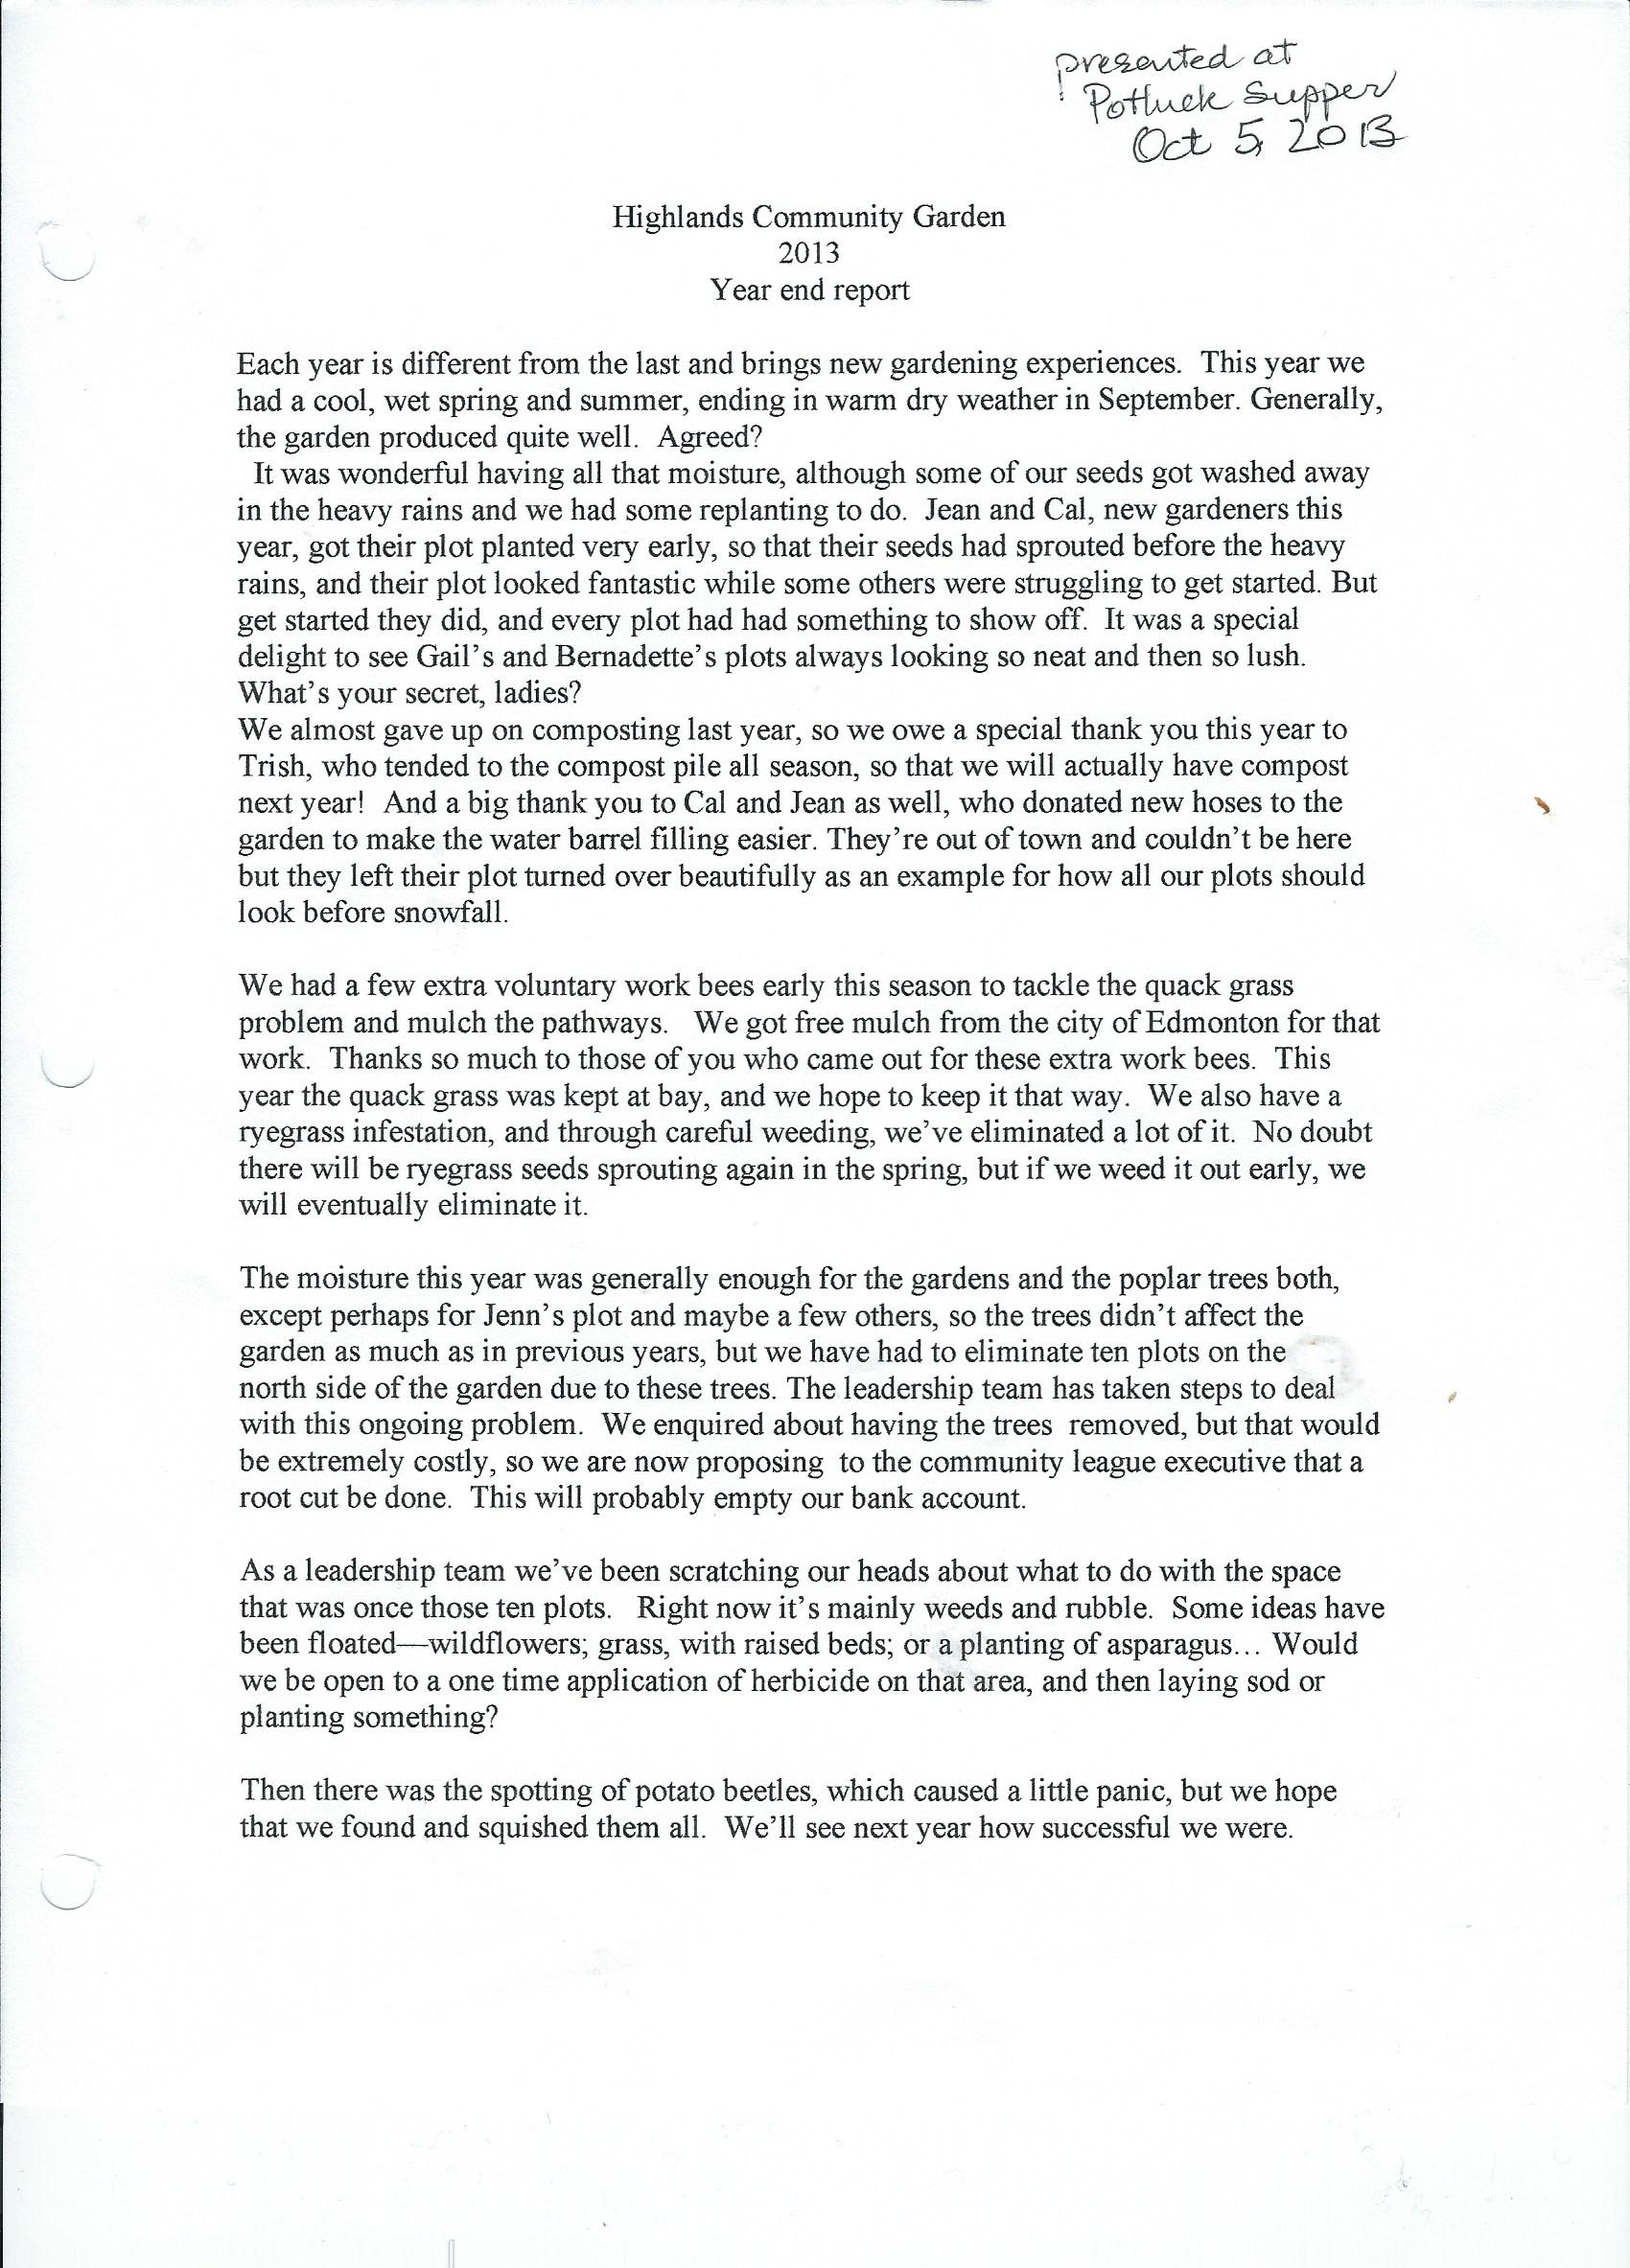 presented at
Potluck Supper
Oct 5, 2013
Highlands Community Garden
2013
Year end report
Each year is different from the last and brings new gardening experiences.  This year we
had a cool, wet spring and summer, ending in warm dry weather in September. Generally,
the garden produced quite well.  Agreed?
It was wonderful having all that moisture, although some of our seeds got washed away
in the heavy rains and we had some replanting to do.  Jean and Cal, new gardeners this
year, got their plot planted very early, so that their seeds had sprouted before the heavy
rains, and their plot looked fantastic while some others were struggling to get started. But
get started they did, and every plot had had something to show off.  It was a special
delight to see Gail’s and Bernadette’s plots always looking so neat and then so lush.
What’s your secret, ladies?
We almost gave up on composting last year, so we owe a special thank you this year to
Trish, who tended to the compost pile all season, so that we will actually have compost
next year!  And a big thank you to Cal and Jean as well, who donated new hoses to the
garden to make the water barrel filling easier. They’re out of town and couldn’t be here
but they left their plot turned over beautifully as an example for how all our plots should
look before snowfall.
We had a few extra voluntary work bees early this season to tackle the quack grass
problem and mulch the pathways.   We got free mulch from the city of Edmonton for that
work.  Thanks so much to those of you who came out for these extra work bees.  This
year the quack grass was kept at bay, and we hope to keep it that way.  We also have a
ryegrass infestation, and through careful weeding, we’ve eliminated a lot of it.  No doubt
there will be ryegrass seeds sprouting again in the spring, but if we weed it out early, we
will eventually eliminate it.
The moisture this year was generally enough for the gardens and the poplar trees both,
except perhaps for Jenn’s plot and maybe a few others, so the trees didn’t affect the
garden as much as in previous years, but we have had to eliminate ten plots on the
north side of the garden due to these trees. The leadership team has taken steps to deal
with this ongoing problem.  We enquired about having the trees  removed, but that would
be extremely costly, so we are now proposing  to the community league executive that a
root cut be done.  This will probably empty our bank account.
As a leadership team we’ve been scratching our heads about what to do with the space
that was once those ten plots.   Right now it’s mainly weeds and rubble.  Some ideas have
been floated—wildflowers; grass, with raised beds; or a planting of asparagus… Would
we be open to a one time application of herbicide on that area, and then laying sod or
planting something?
Then there was the spotting of potato beetles, which caused a little panic, but we hope
that we found and squished them all.  We’ll see next year how successful we were.